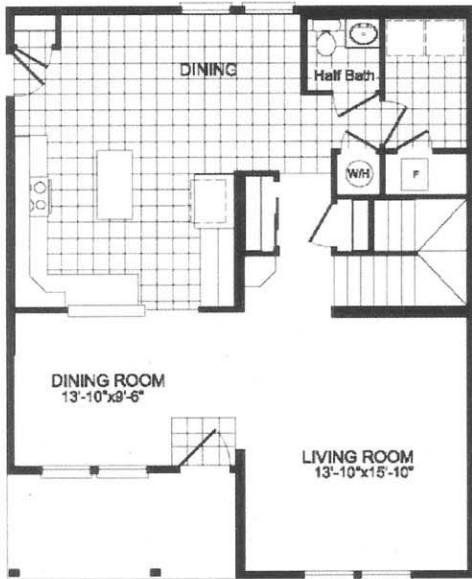 DINING
Half Bath
W/H
F
DINING ROOM
13'-10"x9'-6"
LIVING ROOM
13'-10"x15'-10"